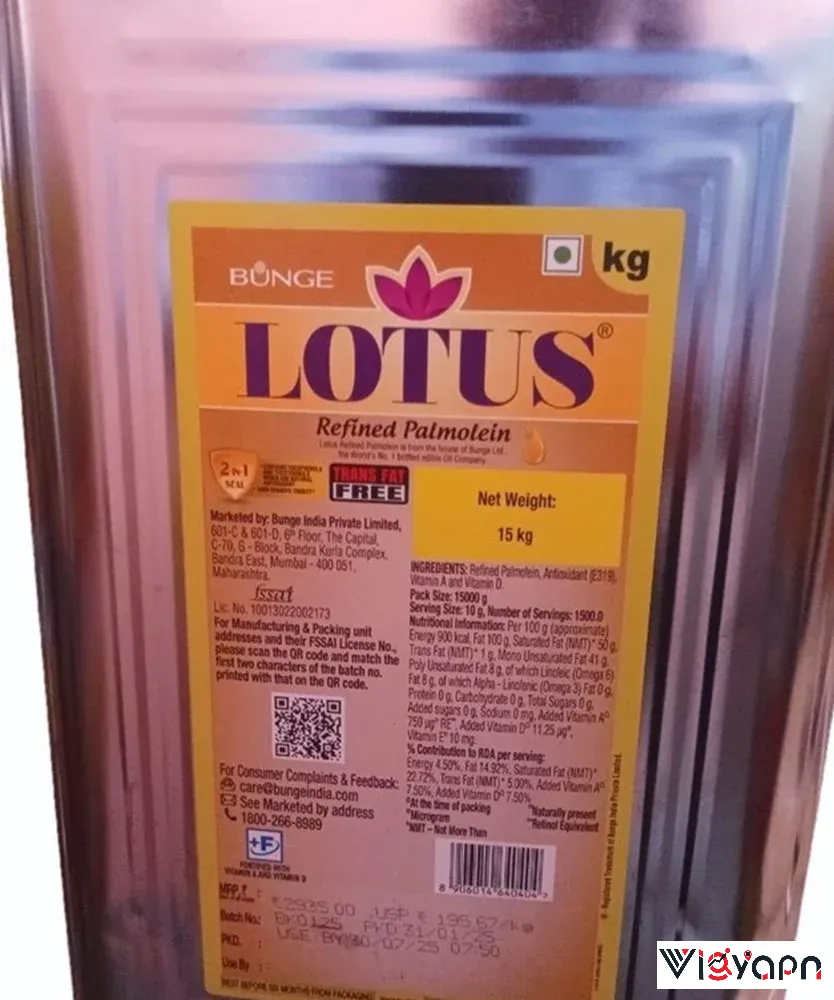 kg
BUNGE
LOTUS®
Refined Palmolein
Lotus Refined Palmolein is from the house of Bunge Ltd.,
the World's No. 1 bottled edible Oil Company
2 IN 1
SEAL
TRANS FAT
FREE
Net Weight:
15 kg
Marketed by: Bunge India Private Limited,
601-C & 601-D, 6th Floor, The Capital,
C-70, G - Block, Bandra Kurla Complex,
Bandra East, Mumbai - 400 051,
Maharashtra.
fssai
Lic. No. 10013022002173
For Manufacturing & Packing unit
addresses and their FSSAI License No.,
please scan the QR code and match the
first two characters of the batch no.
printed with that on the QR code.
For Consumer Complaints & Feedback:
care@bungeindia.com
See Marketed by address
1800-266-8989
+F
FORTIFIED WITH
VITAMIN A AND VITAMIN D
INGREDIENTS: Refined Palmolein, Antioxidant (E319),
Vitamin A and Vitamin D
Pack Size: 15000 g
Serving Size: 10 g, Number of Servings: 1500.0
Nutritional Information: Per 100 g (approximate)
Energy 900 kcal, Fat 100 g, Saturated Fat (NMT)* 50 g,
Trans Fat (NMT)* 1 g, Mono Unsaturated Fat 41 g,
Poly Unsaturated Fat 8 g, of which Linoleic (Omega 6)
Fat 8 g, of which Alpha - Linolenic (Omega 3) Fat 0 g,
Protein 0 g, Carbohydrate 0 g, Total Sugars 0 g,
Added sugars 0 g, Sodium 0 mg, Added Vitamin A
750 µg RE, Added Vitamin D 11.25 µg,
Vitamin E 10 mg.
% Contribution to RDA per serving:
Energy 4.50%, Fat 14.92%, Saturated Fat (NMT)*
22.72%, Trans Fat (NMT)* 5.00%, Added Vitamin A
7.50%, Added Vitamin D 7.50%
At the time of packing
Naturally present
Microgram
Retinol Equivalent
NMT – Not More Than
® - Registered Trademark of Bunge India Private Limited.
8 906014 640404 >
MRP ₹ : ₹2935.00 USP ₹ 195.67/kg
Batch No.: BK0125 PKD:31/01/25
PKD. : USE BY:30/07/25 07:50
Use By :
BEST BEFORE SIX MONTHS FROM PACKAGING
Vigyapn